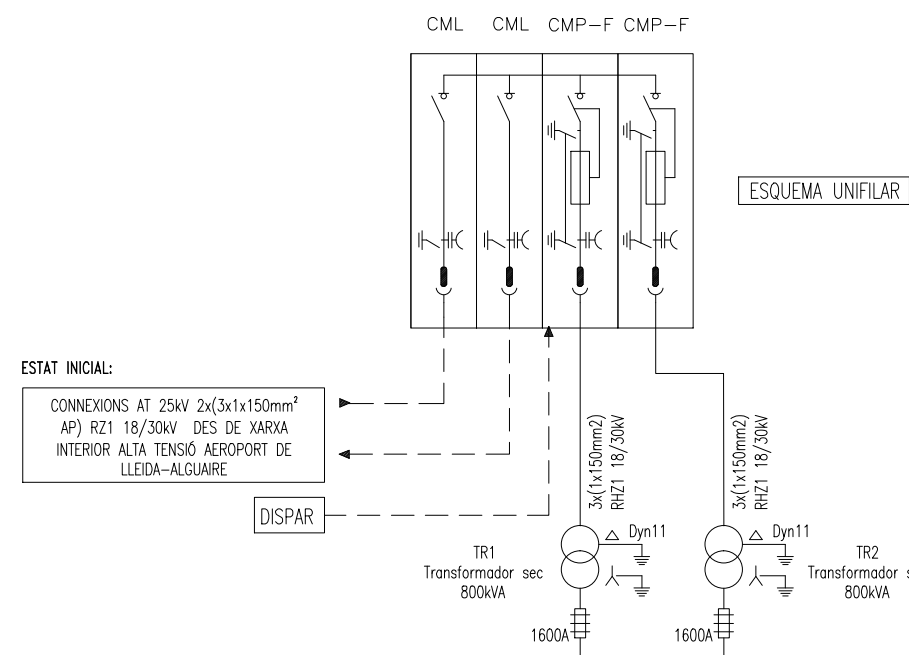 CML CML CMP-F CMP-F
ESQUEMA UNIFILAR
ESTAT INICIAL:
CONNEXIONS AT 25kV 2x(3x1x150mm²
AP) RZ1 18/30kV DES DE XARXA
INTERIOR ALTA TENSIÓ AEROPORT DE
LLEIDA-ALGUAIRE
DISPAR
3x(1x150mm2)
RHZ1 18/30kV
3x(1x150mm2)
RHZ1 18/30kV
Dyn11
Dyn11
TR1
Transformador sec
800kVA
TR2
Transformador s
800kVA
1600A
1600A